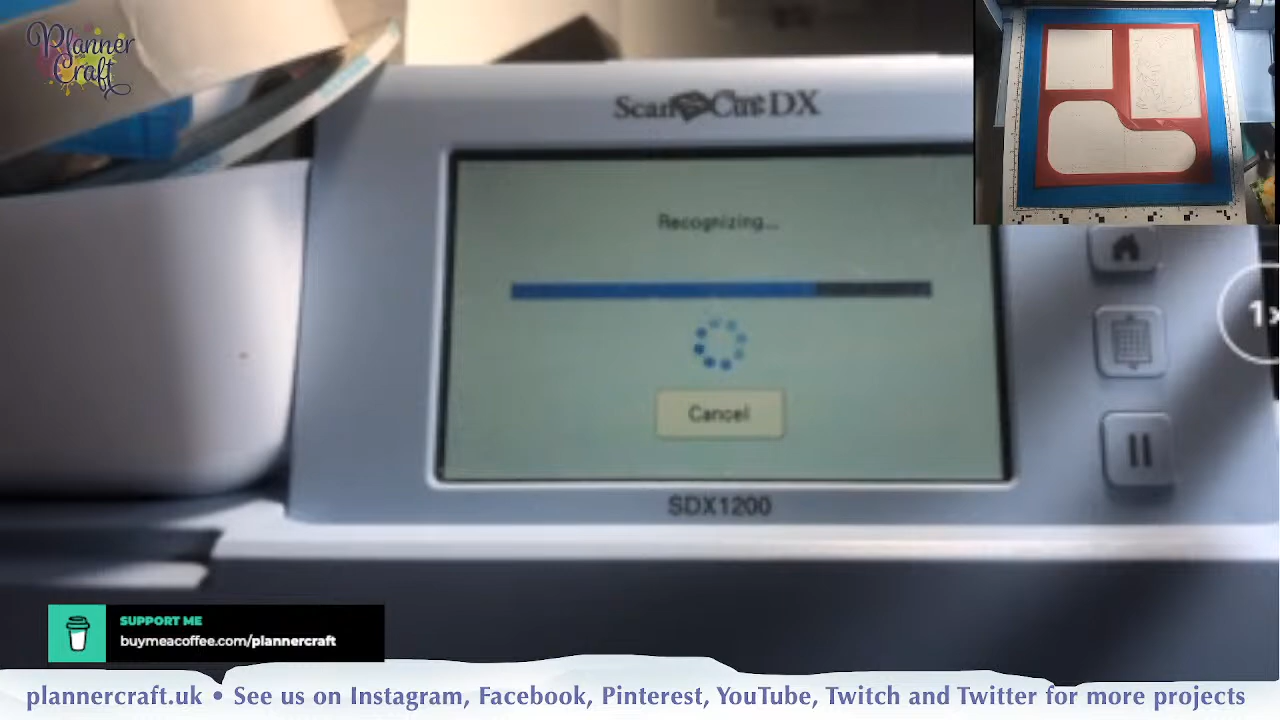 Planner
Craft
ScanNCut DX
Recognizing...
Cancel
SDX1200
SUPPORT ME
buymeacoffee.com/plannercraft
plannercraft.uk • See us on Instagram, Facebook, Pinterest, YouTube, Twitch and Twitter for more projects